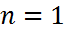 n = 1